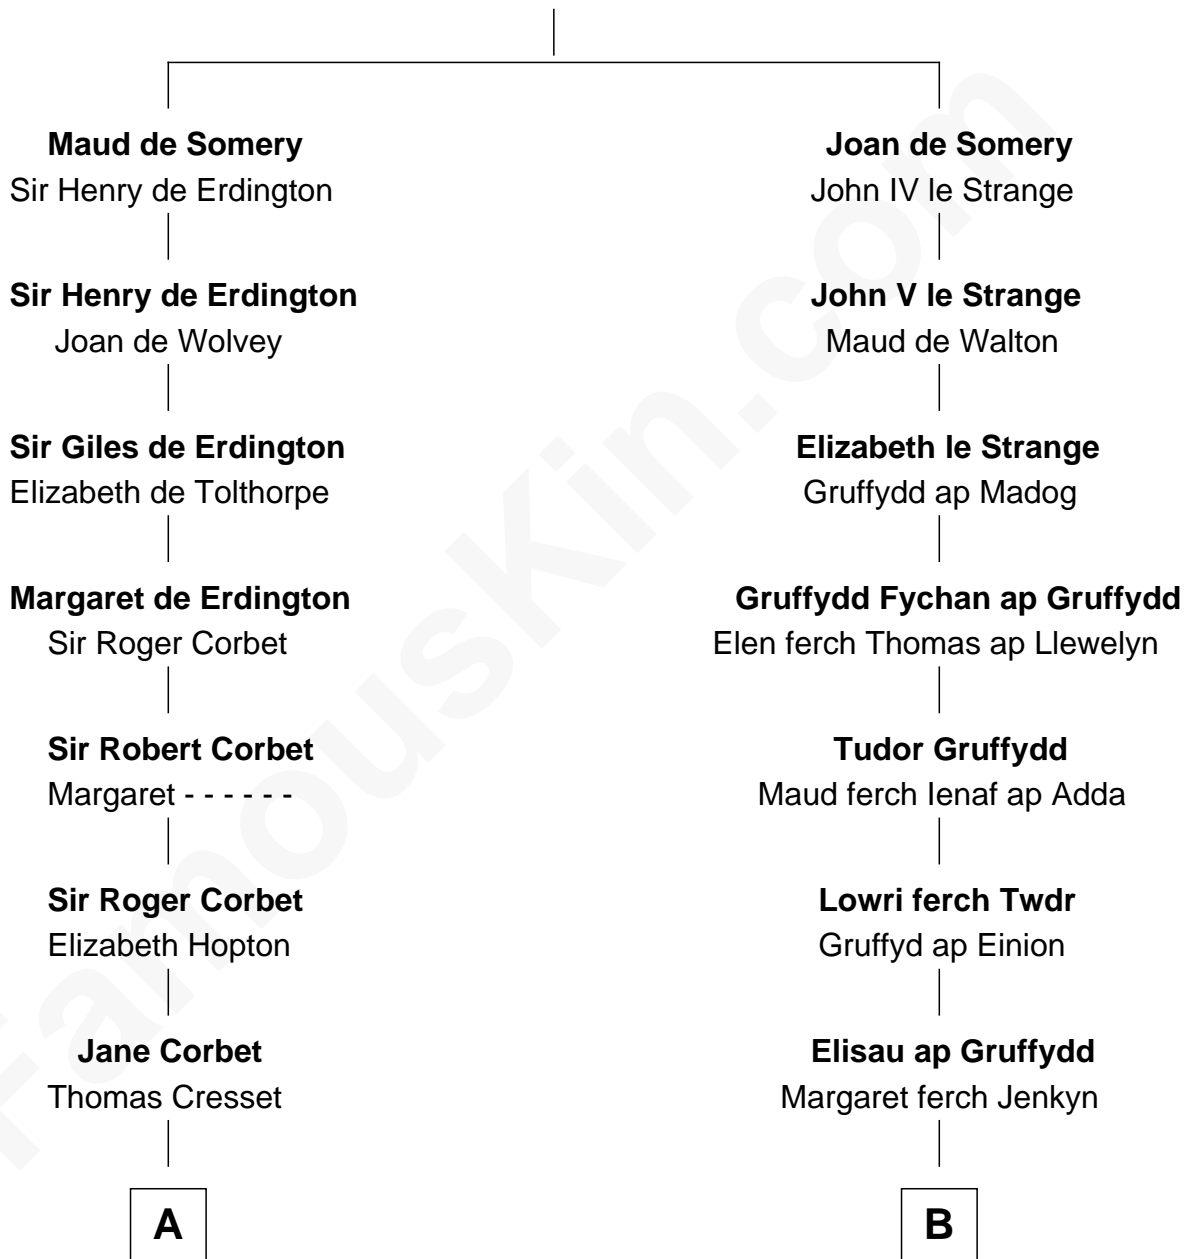 Maud de Somery
Sir Henry de Erdington
Sir Henry de Erdington
Joan de Wolvey
Sir Giles de Erdington
Elizabeth de Tolthorpe
Margaret de Erdington
Sir Roger Corbet
Sir Robert Corbet
Margaret - - - - - -
Sir Roger Corbet
Elizabeth Hopton
Jane Corbet
Thomas Cresset
A
Joan de Somery
John IV le Strange
John V le Strange
Maud de Walton
Elizabeth le Strange
Gruffydd ap Madog
Gruffydd Fychan ap Gruffydd
Elen ferch Thomas ap Llewelyn
Tudor Gruffydd
Maud ferch Ienaf ap Adda
Lowri ferch Twdr
Gruffyd ap Einion
Elisau ap Gruffydd
Margaret ferch Jenkyn
B
FamousKin.com